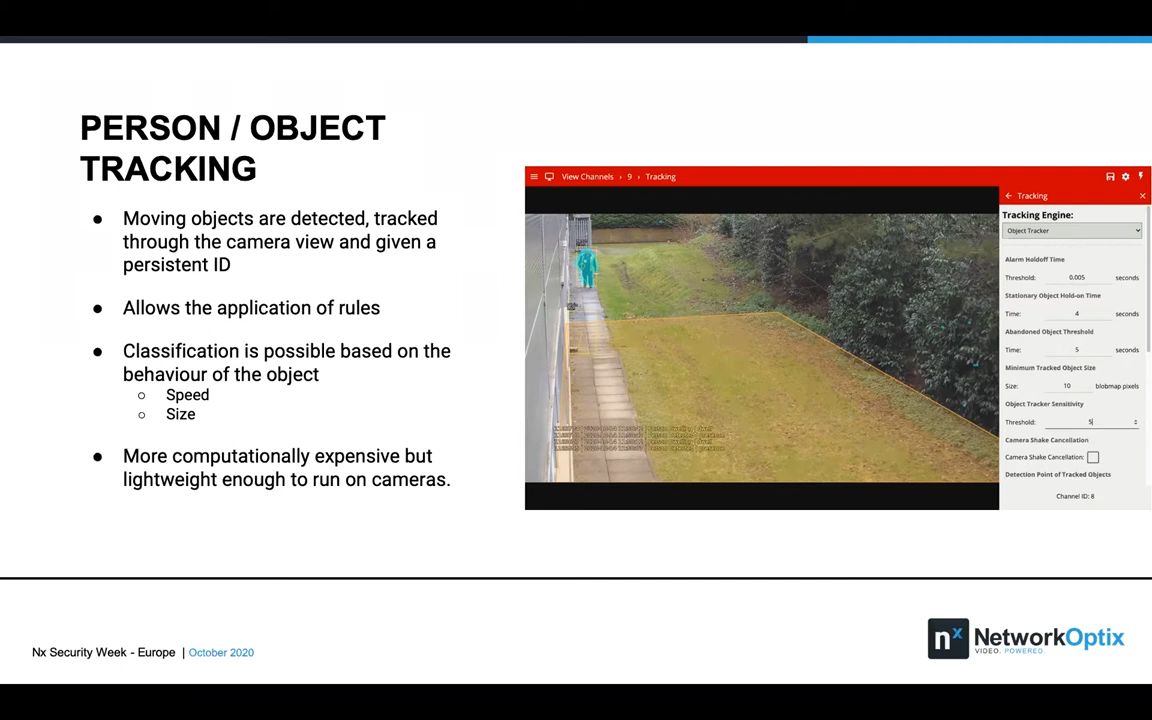 PERSON / OBJECT
TRACKING
● Moving objects are detected, tracked
through the camera view and given a
persistent ID
● Allows the application of rules
● Classification is possible based on the
behaviour of the object
○ Speed
○ Size
● More computationally expensive but
lightweight enough to run on cameras.
View Channels › 9 › Tracking
Tracking
Tracking Engine:
Object Tracker
Alarm Holdoff Time
Threshold: 0.005 seconds
Stationary Object Hold-on Time
Time: 4 seconds
Abandoned Object Threshold
Time: 5 seconds
Minimum Tracked Object Size
Size: 10 blobmap pixels
Object Tracker Sensitivity
Threshold: 5
Camera Shake Cancellation
Camera Shake Cancellation:
Detection Point of Tracked Objects
Channel ID: 8
Nx Security Week - Europe | October 2020
nx NetworkOptix
VIDEO. POWERED.